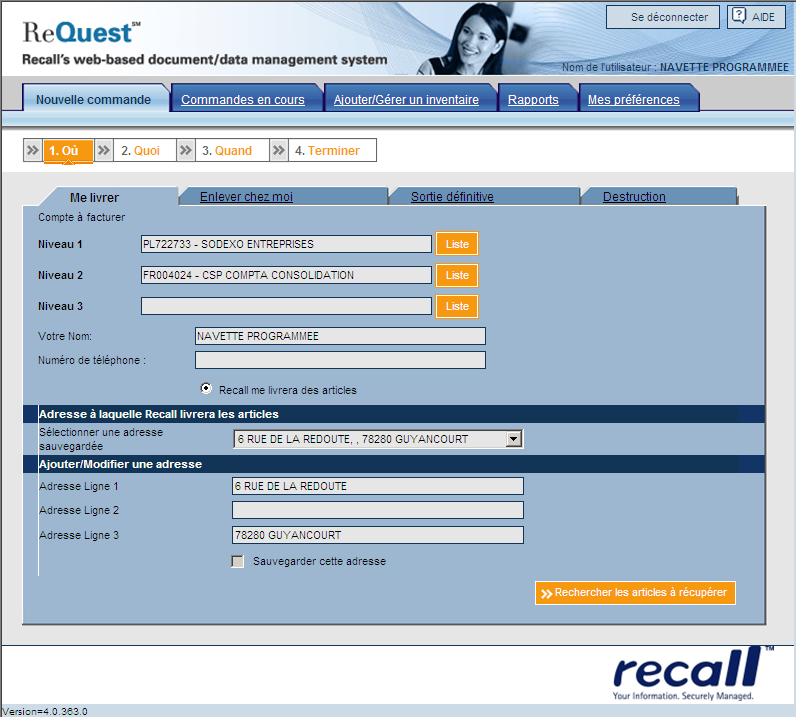 ReQuest℠
Recall's web-based document/data management system
Se déconnecter
? AIDE
Nom de l'utilisateur : NAVETTE PROGRAMMEE
Nouvelle commande
Commandes en cours
Ajouter/Gérer un inventaire
Rapports
Mes préférences
1. Où
2. Quoi
3. Quand
4. Terminer
Me livrer
Enlever chez moi
Sortie définitive
Destruction
Compte à facturer
Niveau 1 PL722733 - SODEXO ENTREPRISES Liste
Niveau 2 FR004024 - CSP COMPTA CONSOLIDATION Liste
Niveau 3 Liste
Votre Nom: NAVETTE PROGRAMMEE
Numéro de téléphone :
Recall me livrera des articles
Adresse à laquelle Recall livrera les articles
Sélectionner une adresse
sauvegardée
6 RUE DE LA REDOUTE, , 78280 GUYANCOURT
Ajouter/Modifier une adresse
Adresse Ligne 1 6 RUE DE LA REDOUTE
Adresse Ligne 2
Adresse Ligne 3 78280 GUYANCOURT
Sauvegarder cette adresse
Rechercher les articles à récupérer
recall™
Your Information. Securely Managed.
Version=4.0.363.0